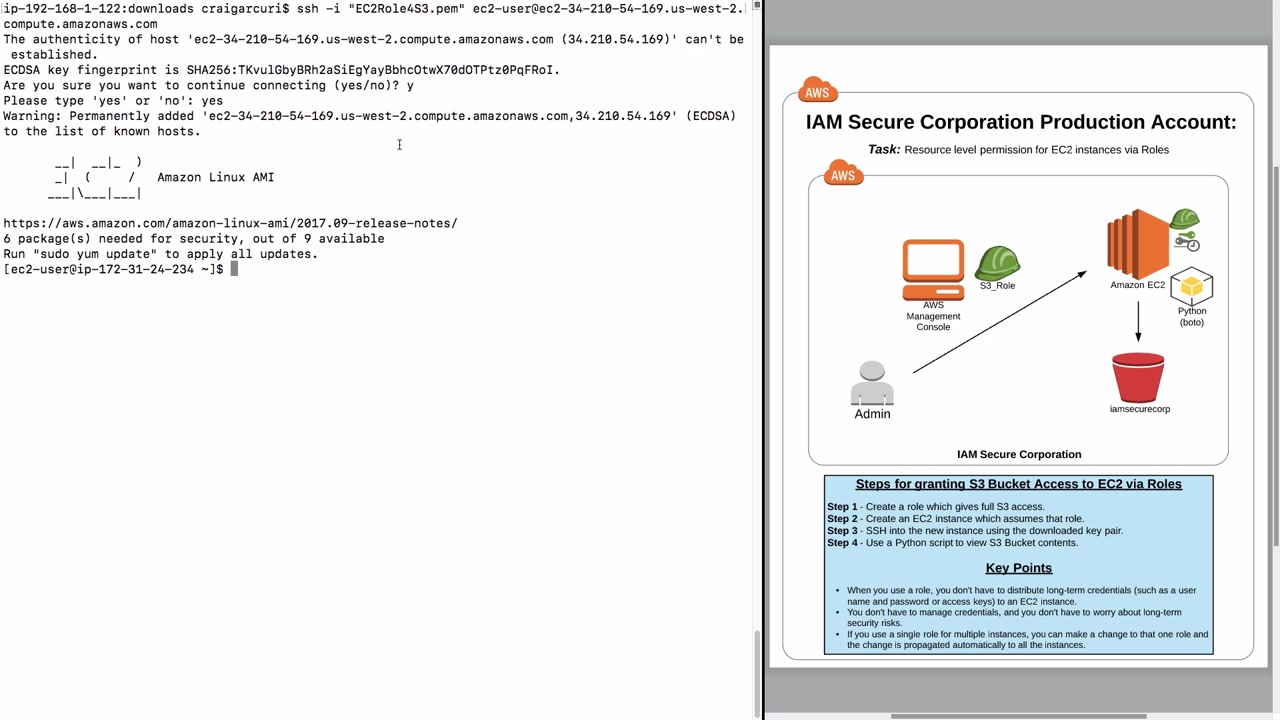 ip-192-168-1-122:downloads craigarcuri$ ssh -i "EC2Role4S3.pem" ec2-user@ec2-34-210-54-169.us-west-2.
compute.amazonaws.com
The authenticity of host 'ec2-34-210-54-169.us-west-2.compute.amazonaws.com (34.210.54.169)' can't be
established.
ECDSA key fingerprint is SHA256:TKvulGbyBRh2aSiEgYayBbhcOtwX70dOTPtz0PqFRoI.
Are you sure you want to continue connecting (yes/no)? y
Please type 'yes' or 'no': yes
Warning: Permanently added 'ec2-34-210-54-169.us-west-2.compute.amazonaws.com,34.210.54.169' (ECDSA)
to the list of known hosts.
__|  __|_  )
_|  (     /   Amazon Linux AMI
___|\___|___|
https://aws.amazon.com/amazon-linux-ami/2017.09-release-notes/
6 package(s) needed for security, out of 9 available
Run "sudo yum update" to apply all updates.
[ec2-user@ip-172-31-24-234 ~]$
AWS
IAM Secure Corporation Production Account:
Task: Resource level permission for EC2 instances via Roles
AWS
S3_Role
AWS
Management
Console
Amazon EC2
Python
(boto)
Admin
iamsecurecorp
IAM Secure Corporation
Steps for granting S3 Bucket Access to EC2 via Roles
Step 1 - Create a role which gives full S3 access.
Step 2 - Create an EC2 instance which assumes that role.
Step 3 - SSH into the new instance using the downloaded key pair.
Step 4 - Use a Python script to view S3 Bucket contents.
Key Points
• When you use a role, you don't have to distribute long-term credentials (such as a user
name and password or access keys) to an EC2 instance.
• You don't have to manage credentials, and you don't have to worry about long-term
security risks.
• If you use a single role for multiple instances, you can make a change to that one role and
the change is propagated automatically to all the instances.